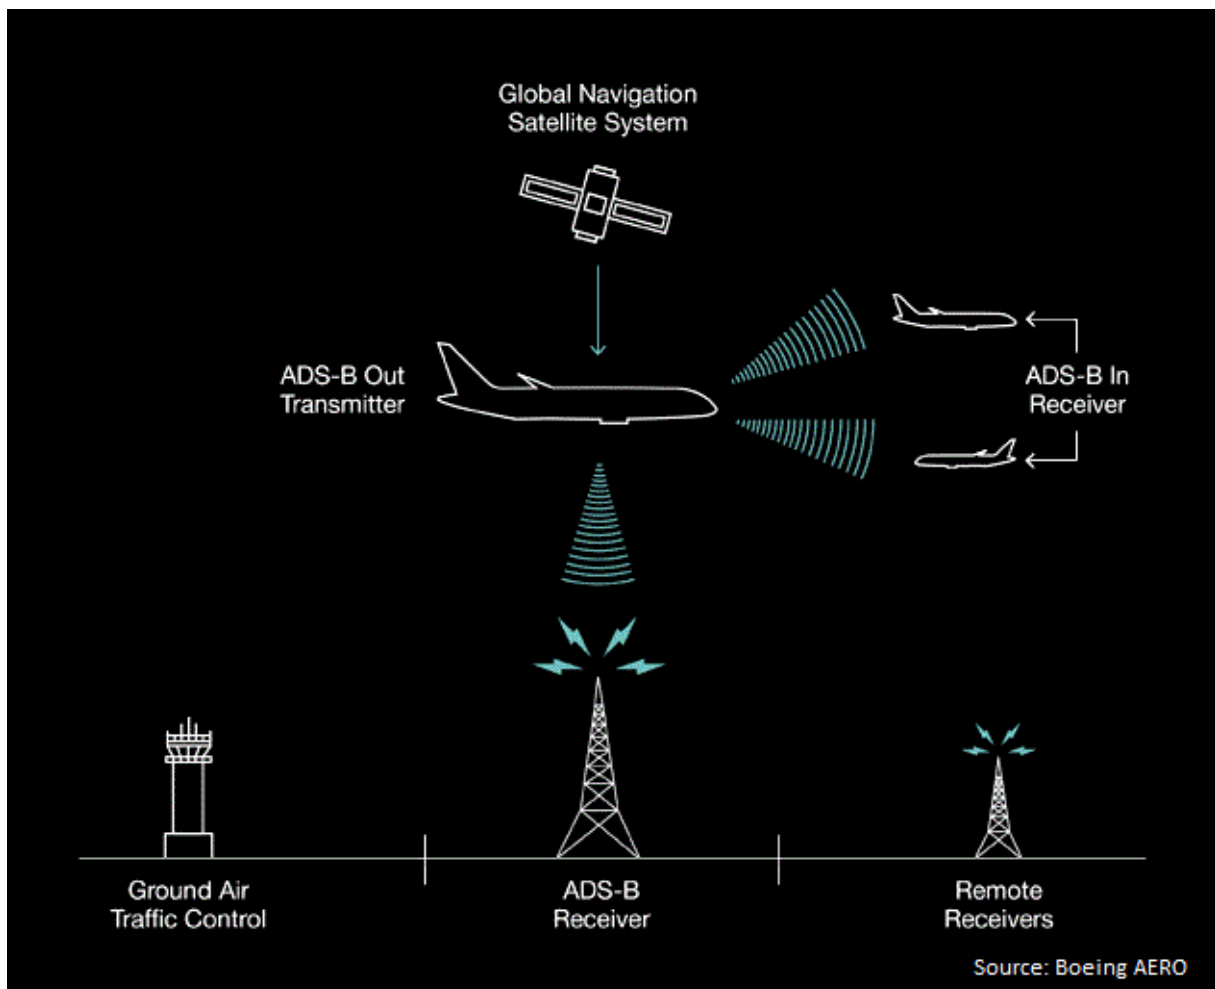 Global Navigation
Satellite System
ADS-B Out
Transmitter
ADS-B In
Receiver
Ground Air
Traffic Control
ADS-B
Receiver
Remote
Receivers
Source: Boeing AERO